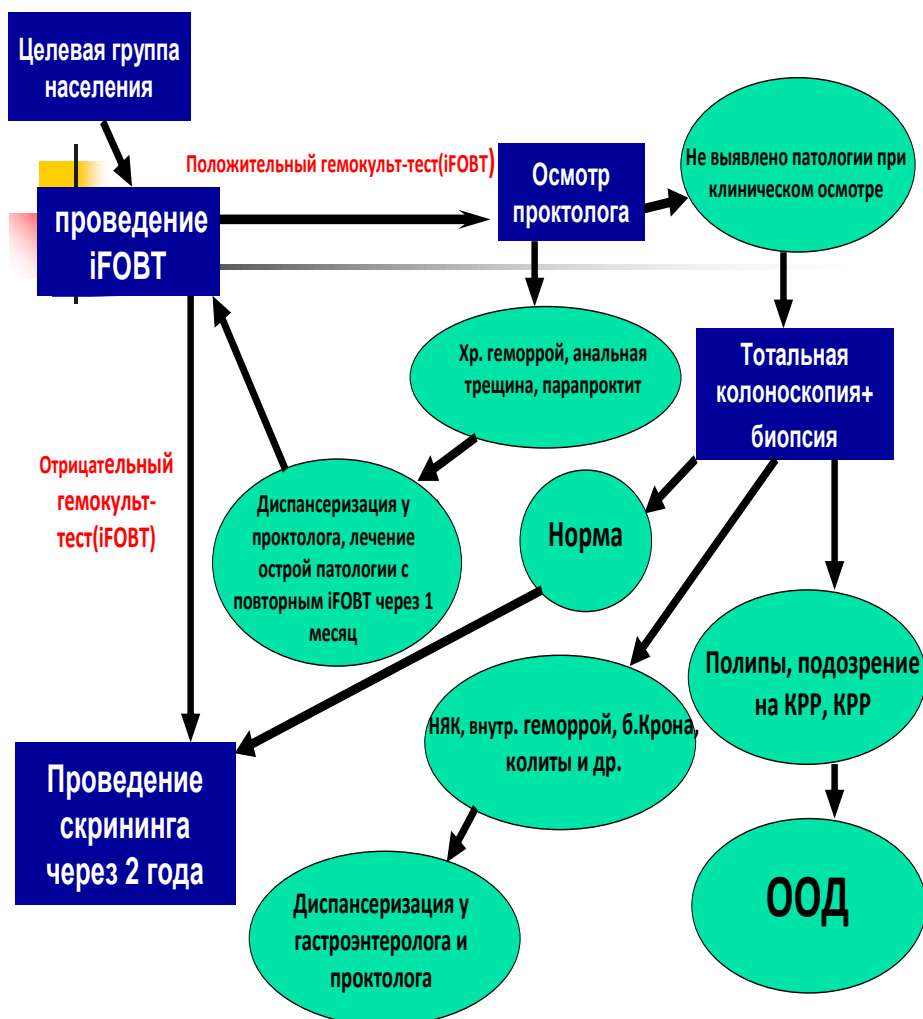 Целевая группа
населения
Положительный гемокульт-тест(iFOBT)
проведение
iFOBT
Осмотр
проктолога
Не выявлено патологии при
клиническом осмотре
Хр. геморрой, анальная
трещина, парапроктит
Тотальная
колоноскопия+
биопсия
Отрицательный
гемокульт-
тест(iFOBT)
Диспансеризация у
проктолога, лечение
острой патологии с
повторным iFOBT через 1
месяц
Норма
Полипы, подозрение
на КРР, КРР
НЯК, внутр. геморрой, б.Крона,
колиты и др.
Проведение
скрининга
через 2 года
Диспансеризация у
гастроэнтеролога и
проктолога
ООД